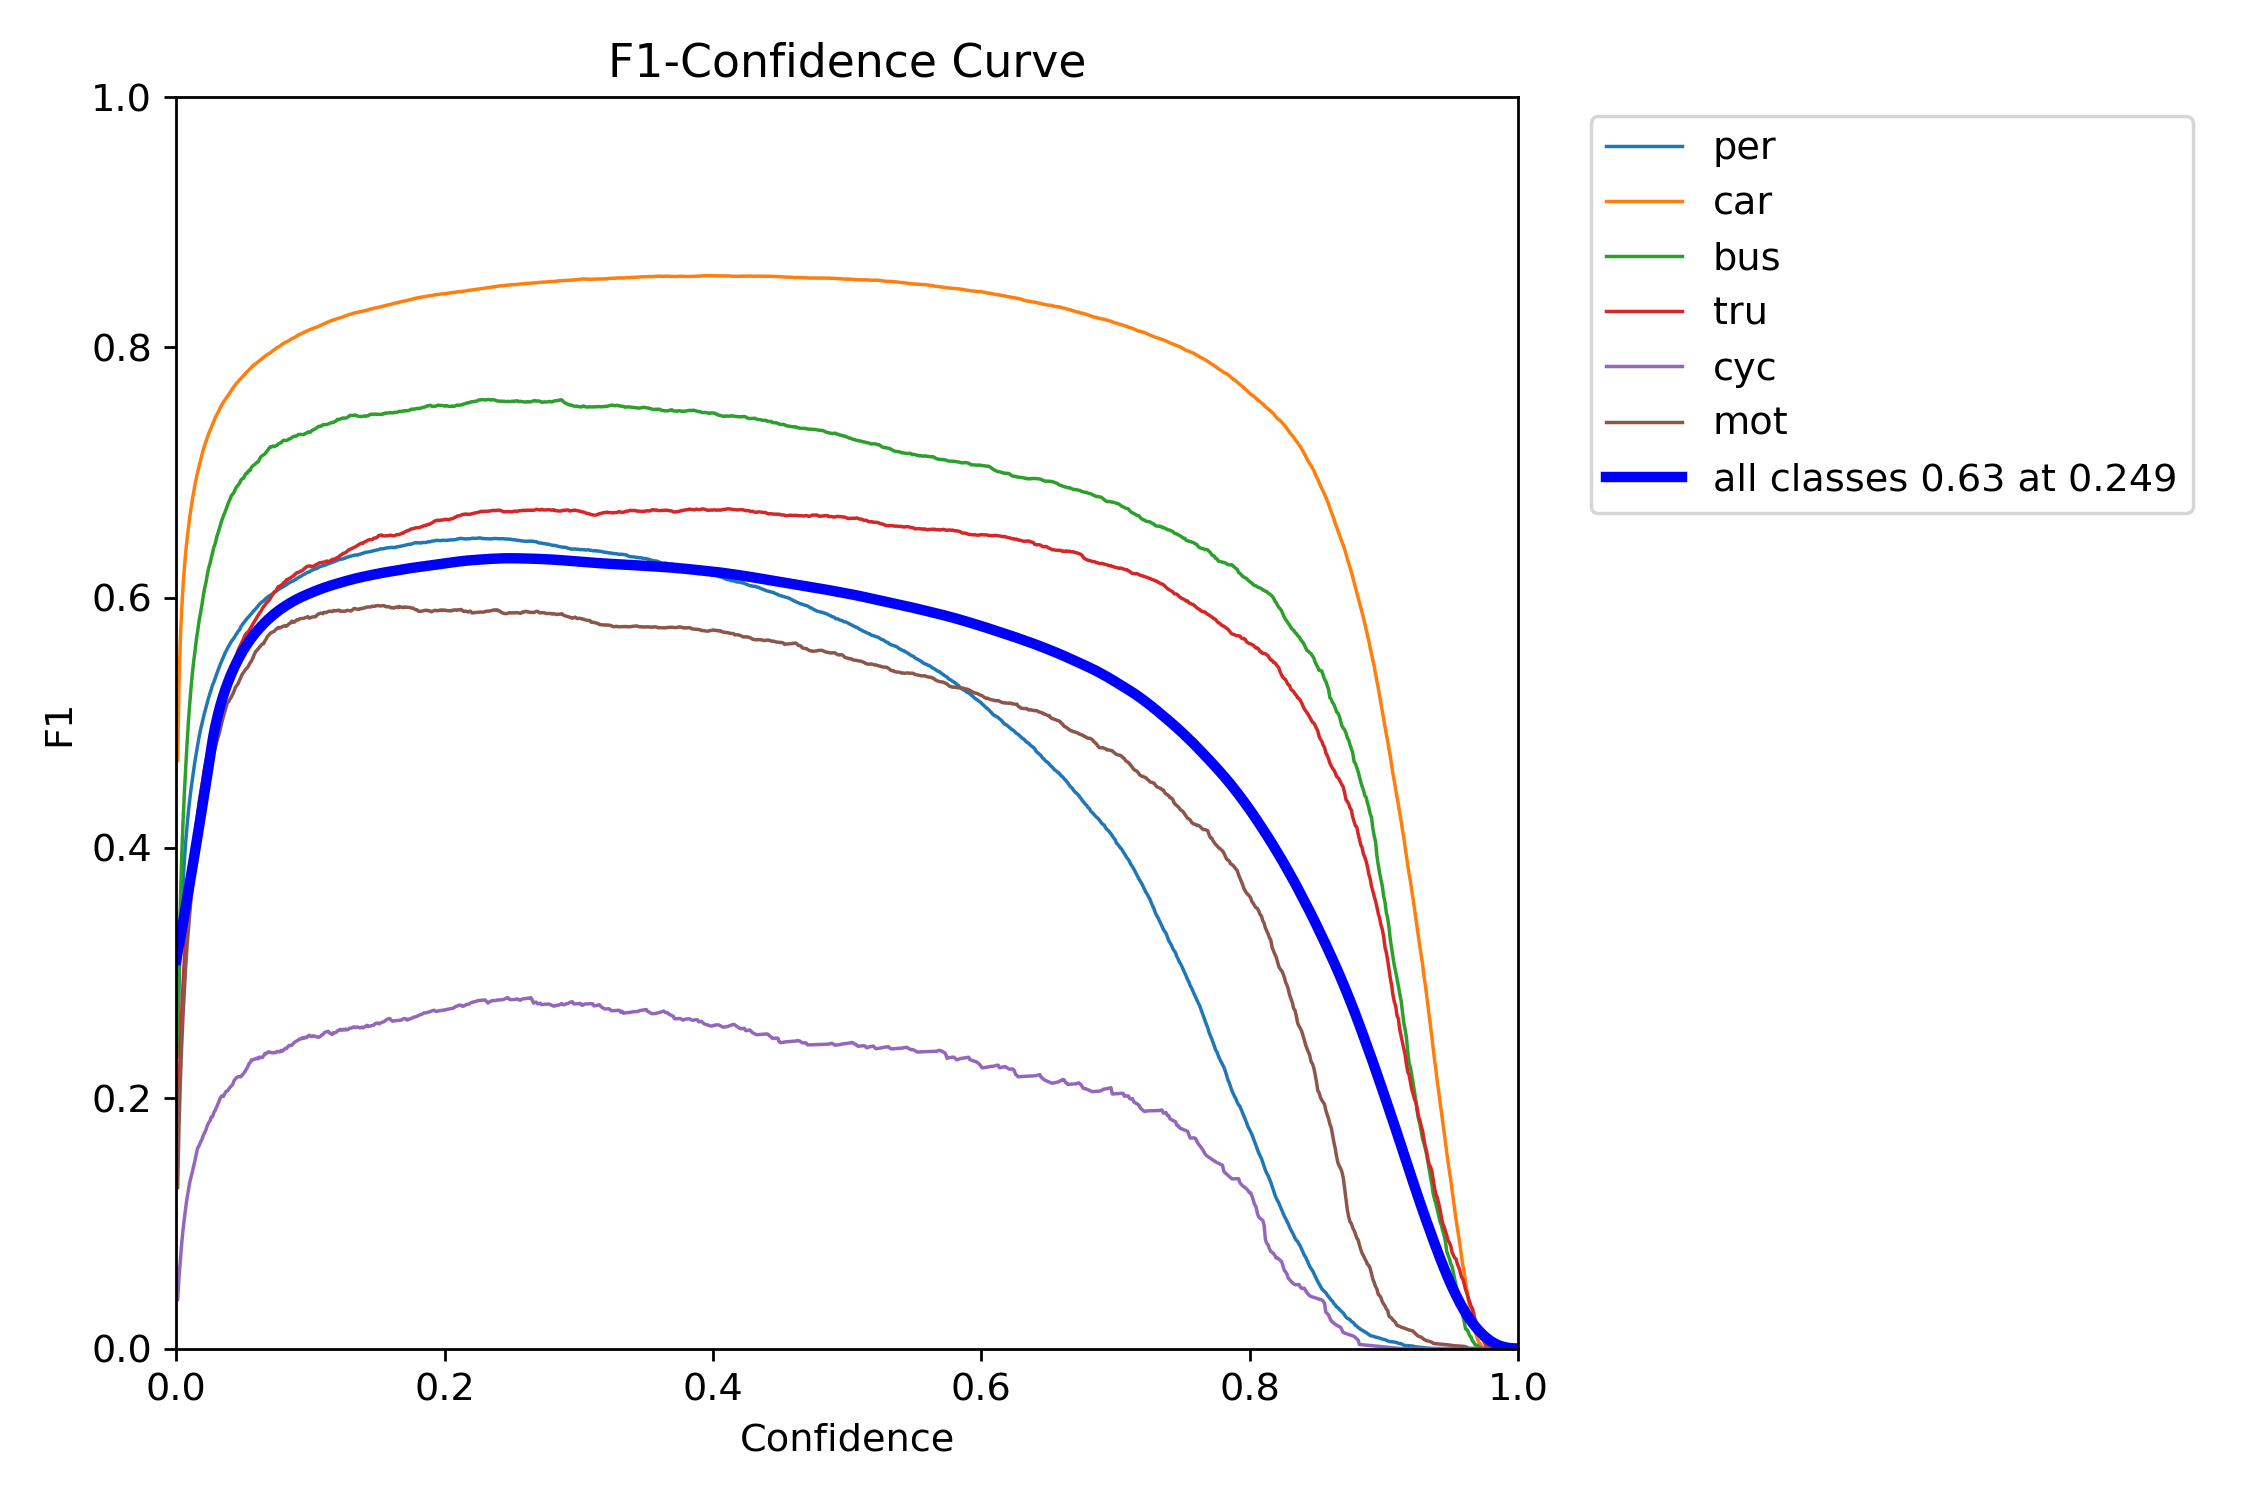 F1-Confidence Curve
1.0
0.8
0.6
0.4
0.2
0.0
F1
0.0 0.2 0.4 0.6 0.8 1.0
Confidence
per
car
bus
tru
cyc
mot
all classes 0.63 at 0.249